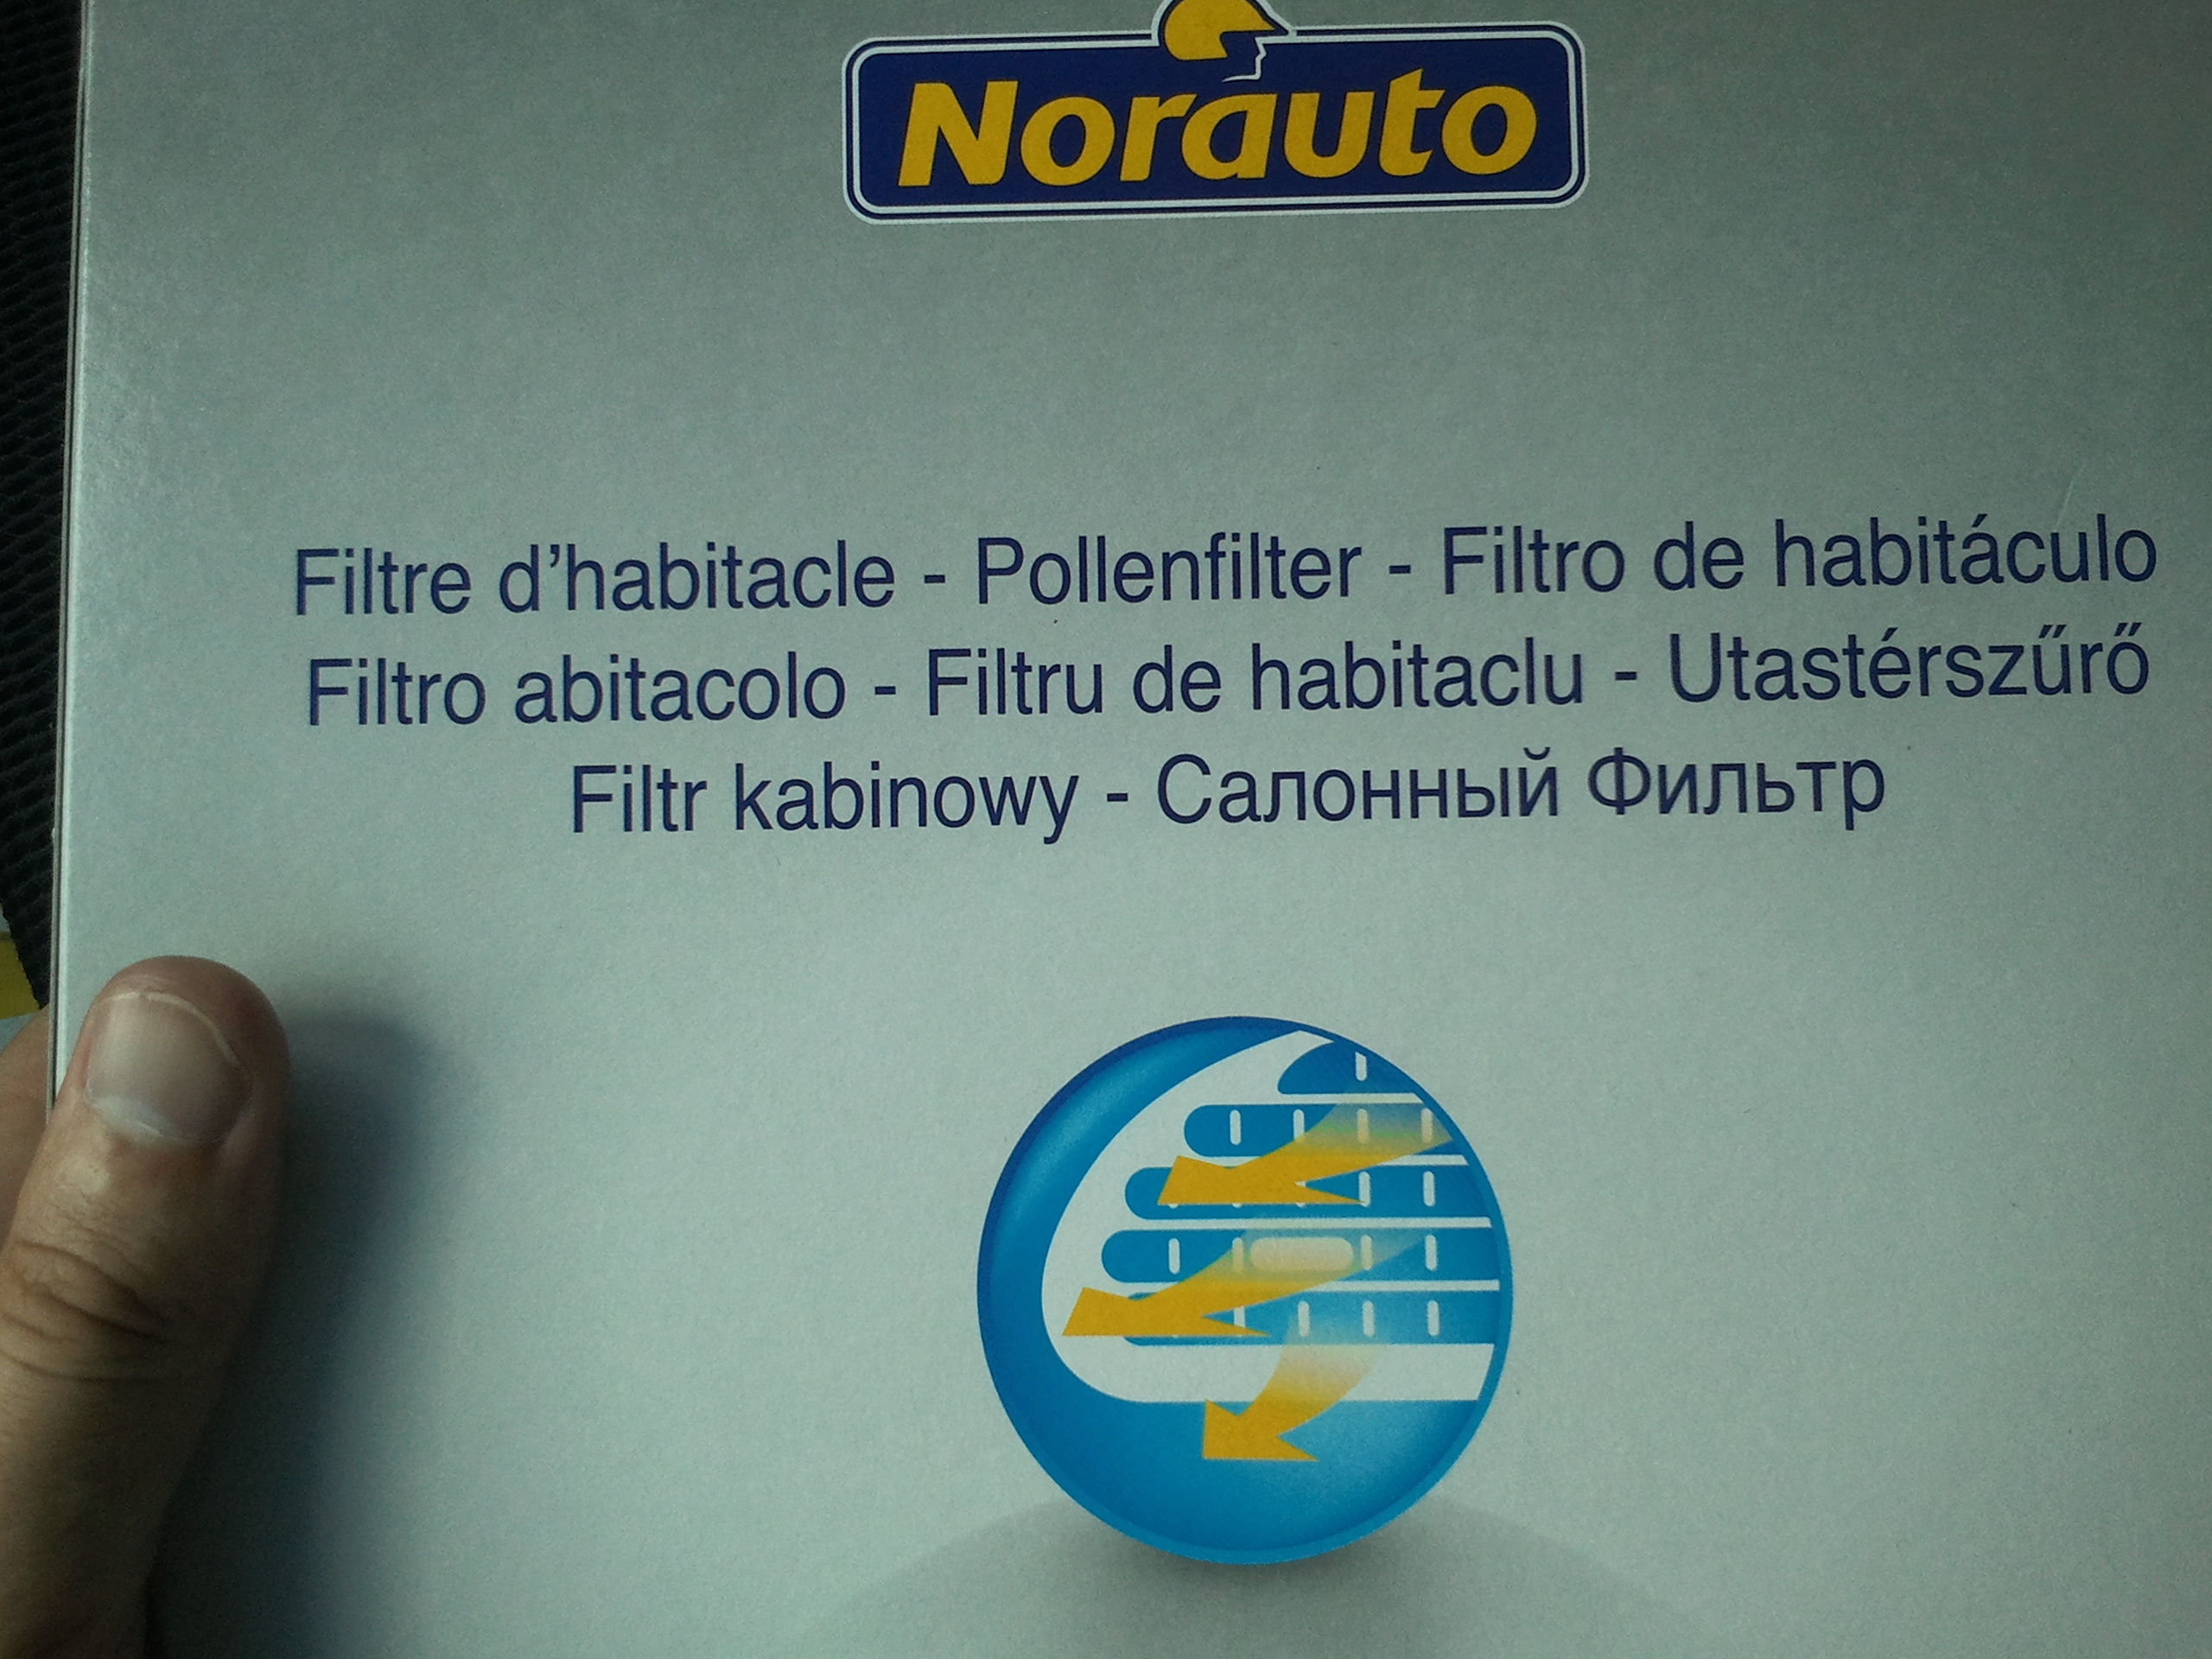 Norauto
Filtre d'habitacle - Pollenfilter - Filtro de habitáculo
Filtro abitacolo - Filtru de habitaclu - Utastérszűrő
Filtr kabinowy - Салонный Фильтр